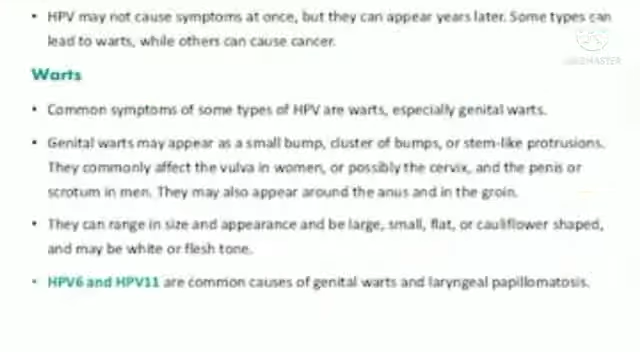 • HPV may not cause symptoms at once, but they can appear years later. Some types can
lead to warts, while others can cause cancer.
Warts
• Common symptoms of some types of HPV are warts, especially genital warts.
• Genital warts may appear as a small bump, cluster of bumps, or stem-like protrusions.
They commonly affect the vulva in women, or possibly the cervix, and the penis or
scrotum in men. They may also appear around the anus and in the groin.
• They can range in size and appearance and be large, small, flat, or cauliflower shaped,
and may be white or flesh tone.
• HPV6 and HPV11 are common causes of genital warts and laryngeal papillomatosis.